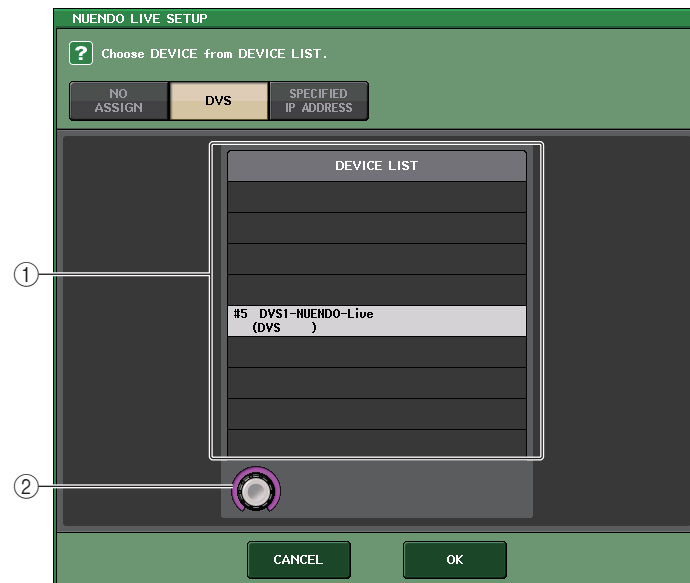 NUENDO LIVE SETUP
? Choose DEVICE from DEVICE LIST.
NO
ASSIGN
DVS
SPECIFIED
IP ADDRESS
DEVICE LIST
①
#5 DVS1-NUENDO-Live
(DVS )
②
CANCEL
OK